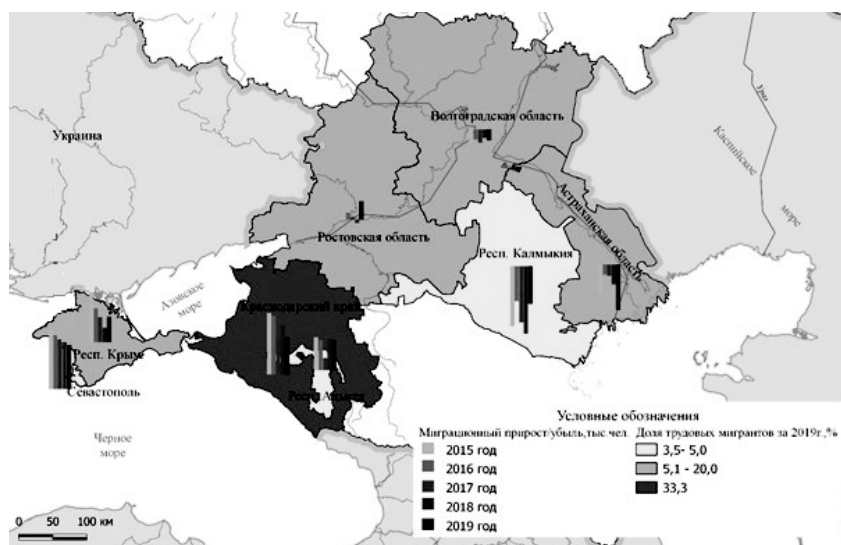 Украина
Волгоградская область
Каспийское
море
Астраханская область
Ростовская область
Респ. Калмыкия
Азовское
море
Краснодарский край
Респ. Крым
Респ. Адыгея
Севастополь
Черное
море
Условные обозначения
Миграционный прирост/убыль,тыс.чел.
Доля трудовых мигрантов за 2019г.,%
2015 год
3,5- 5,0
2016 год
5,1 - 20,0
2017 год
33,3
2018 год
2019 год
0 50 100 км